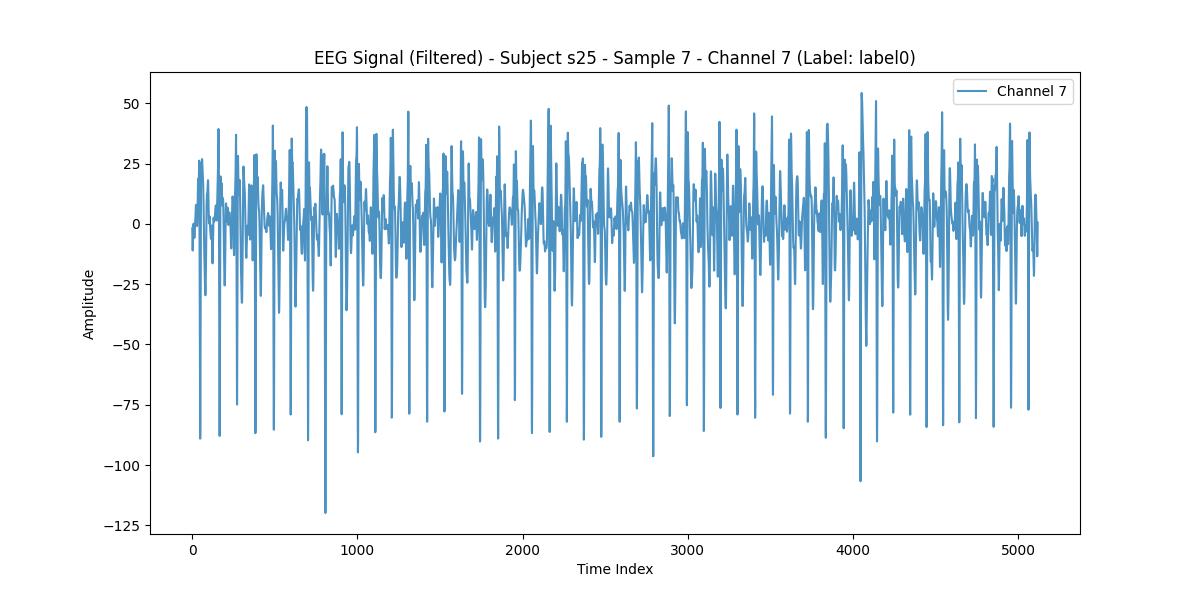 EEG Signal (Filtered) - Subject s25 - Sample 7 - Channel 7 (Label: label0)
Channel 7
50
25
0
−25
−50
−75
−100
−125
Amplitude
0 1000 2000 3000 4000 5000
Time Index